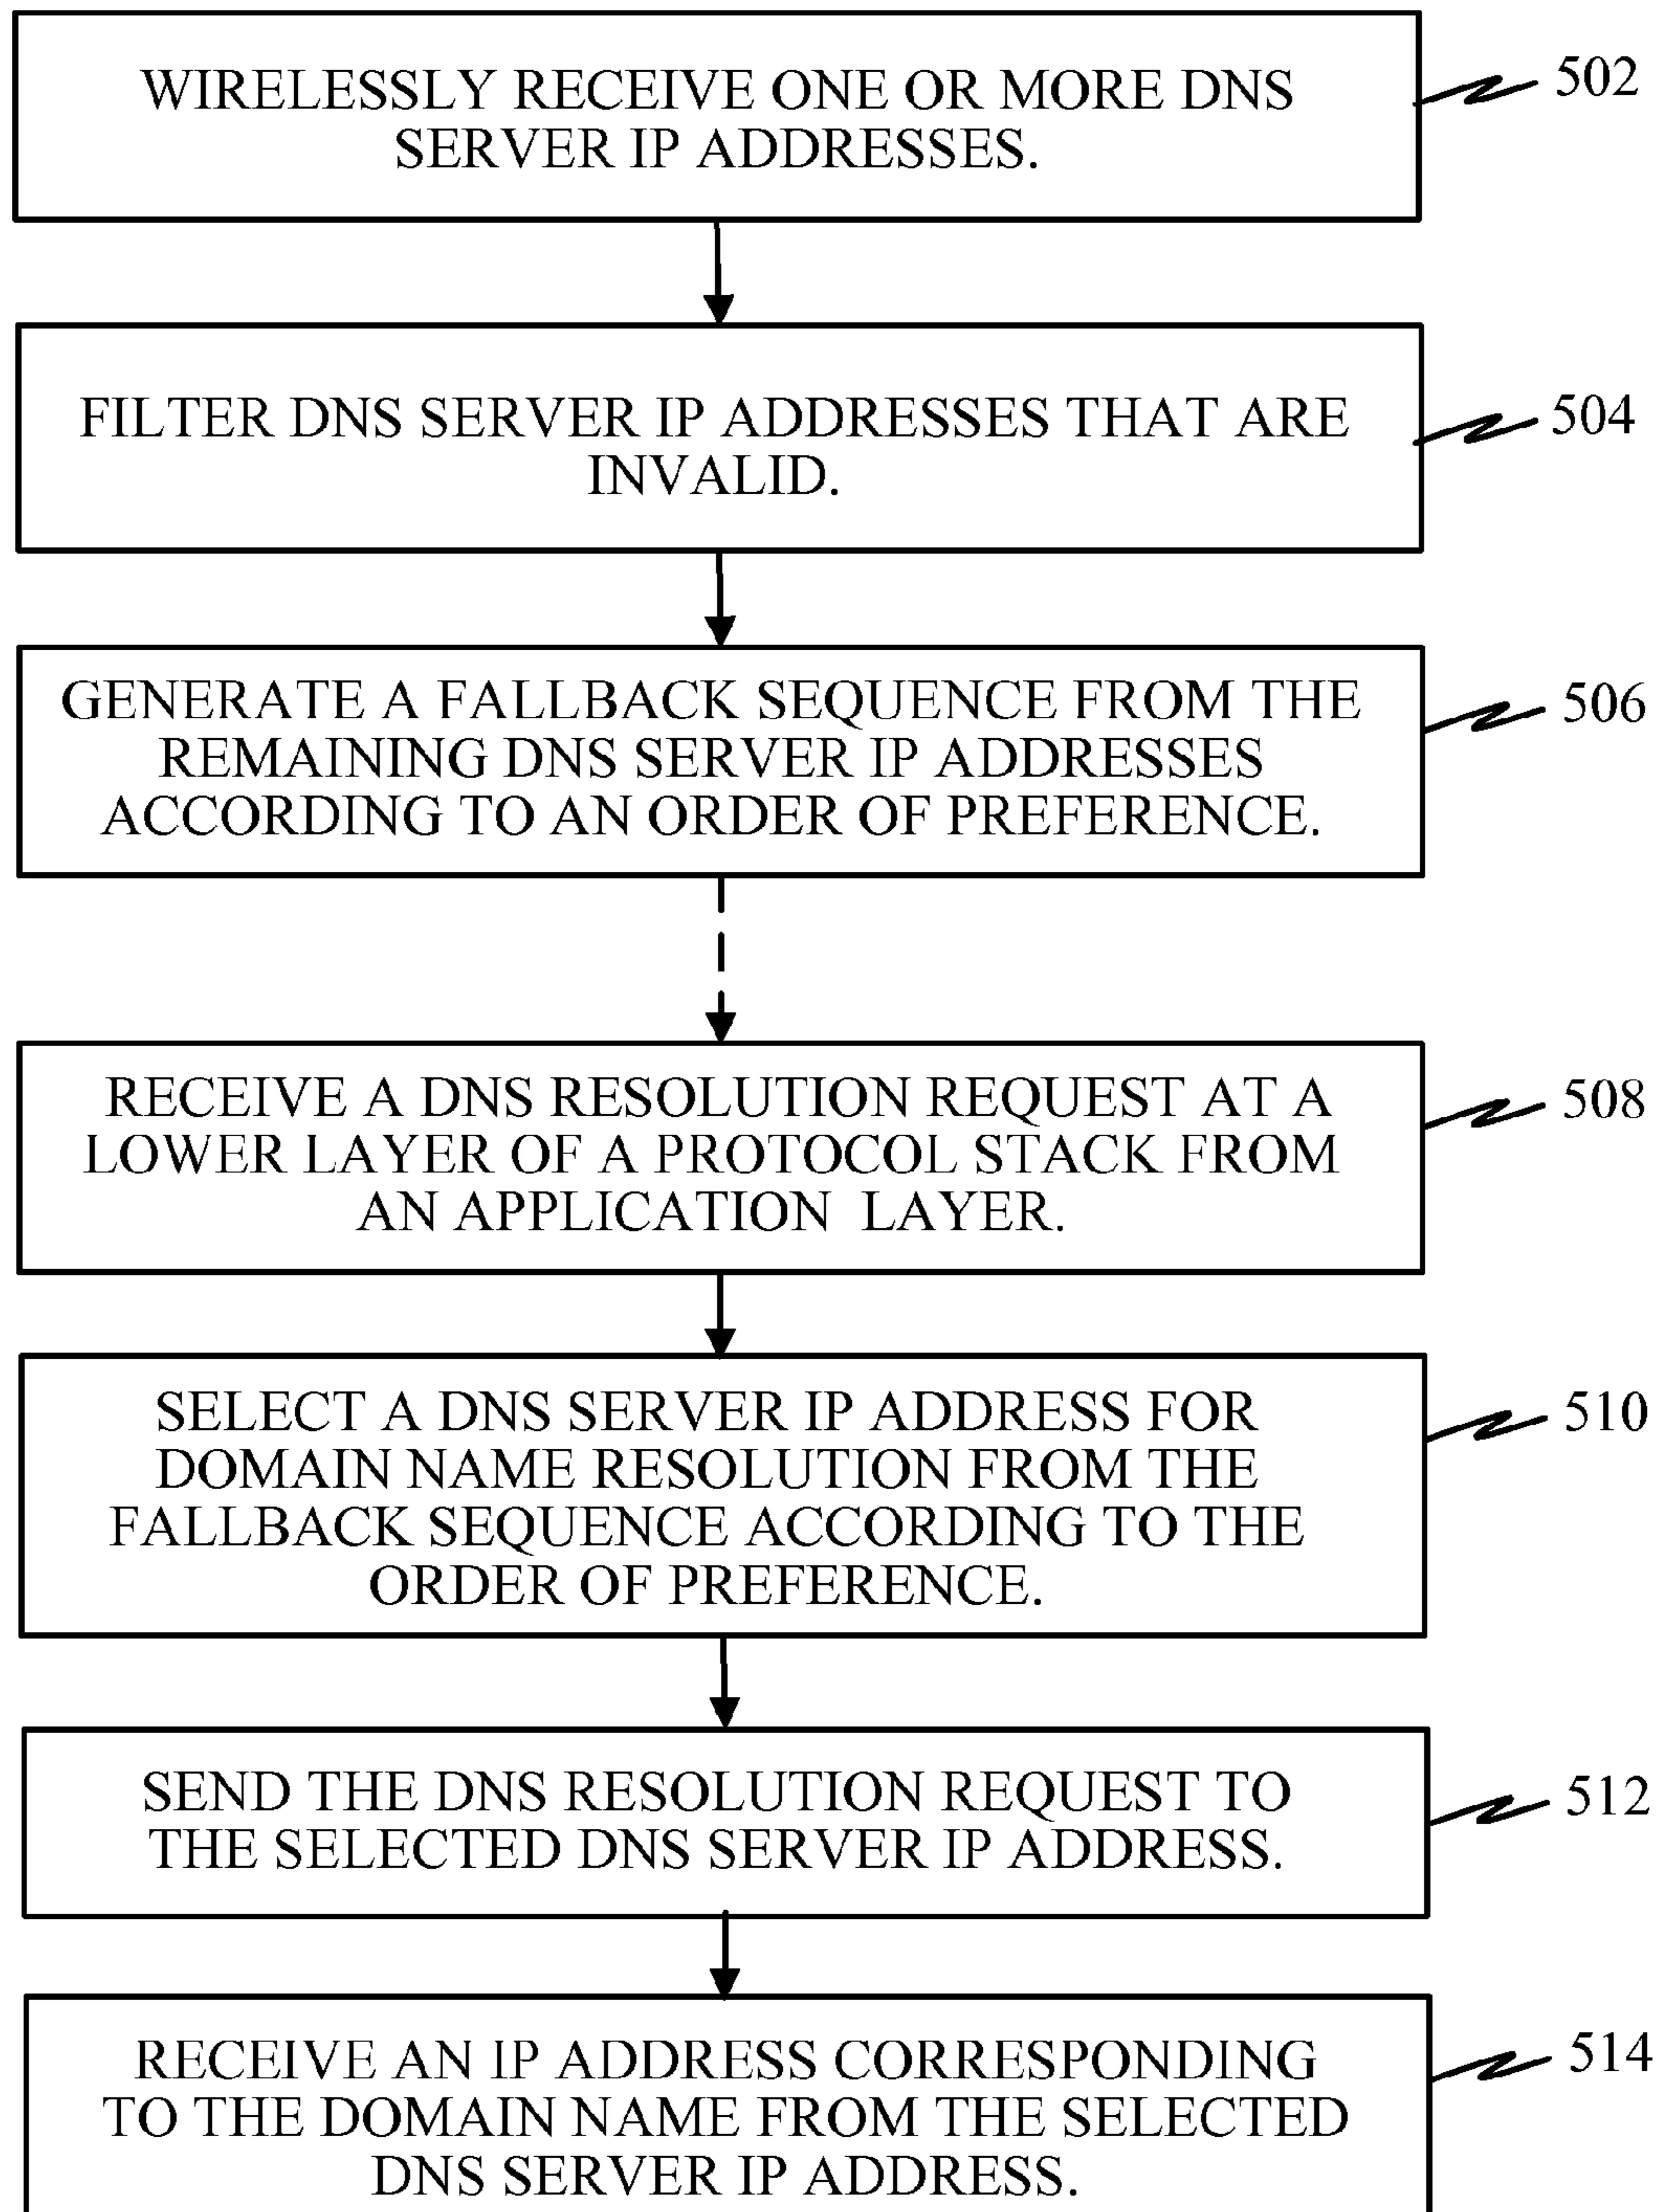 WIRELESSLY RECEIVE ONE OR MORE DNS
SERVER IP ADDRESSES.
502
FILTER DNS SERVER IP ADDRESSES THAT ARE
INVALID.
504
GENERATE A FALLBACK SEQUENCE FROM THE
REMAINING DNS SERVER IP ADDRESSES
ACCORDING TO AN ORDER OF PREFERENCE.
506
RECEIVE A DNS RESOLUTION REQUEST AT A
LOWER LAYER OF A PROTOCOL STACK FROM
AN APPLICATION LAYER.
508
SELECT A DNS SERVER IP ADDRESS FOR
DOMAIN NAME RESOLUTION FROM THE
FALLBACK SEQUENCE ACCORDING TO THE
ORDER OF PREFERENCE.
510
SEND THE DNS RESOLUTION REQUEST TO
THE SELECTED DNS SERVER IP ADDRESS.
512
RECEIVE AN IP ADDRESS CORRESPONDING
TO THE DOMAIN NAME FROM THE SELECTED
DNS SERVER IP ADDRESS.
514